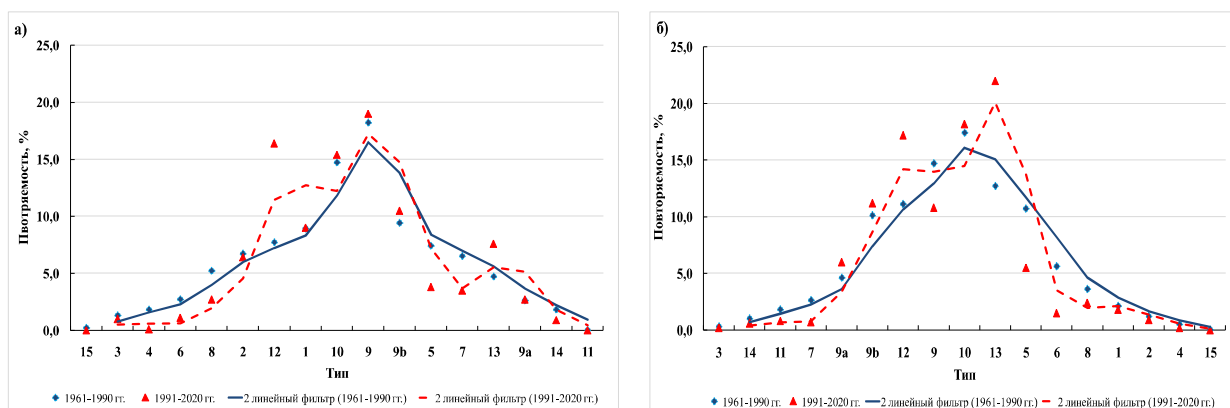 а)
25,0
20,0
15,0
10,0
5,0
0,0
Пвотряемость, %
15 3 4 6 8 2 12 1 10 9 9b 5 7 13 9a 14 11
Тип
1961-1990 гг. 1991-2020 гг. 2 линейный фильтр (1961-1990 гг.) 2 линейный фильтр (1991-2020 гг.)
б)
25,0
20,0
15,0
10,0
5,0
0,0
Повторяемость, %
3 14 11 7 9a 9b 12 9 10 13 5 6 8 1 2 4 15
Тип
1961-1990 гг. 1991-2020 гг. 2 линейный фильтр (1961-1990 гг.) 2 линейный фильтр (1991-2020 гг.)